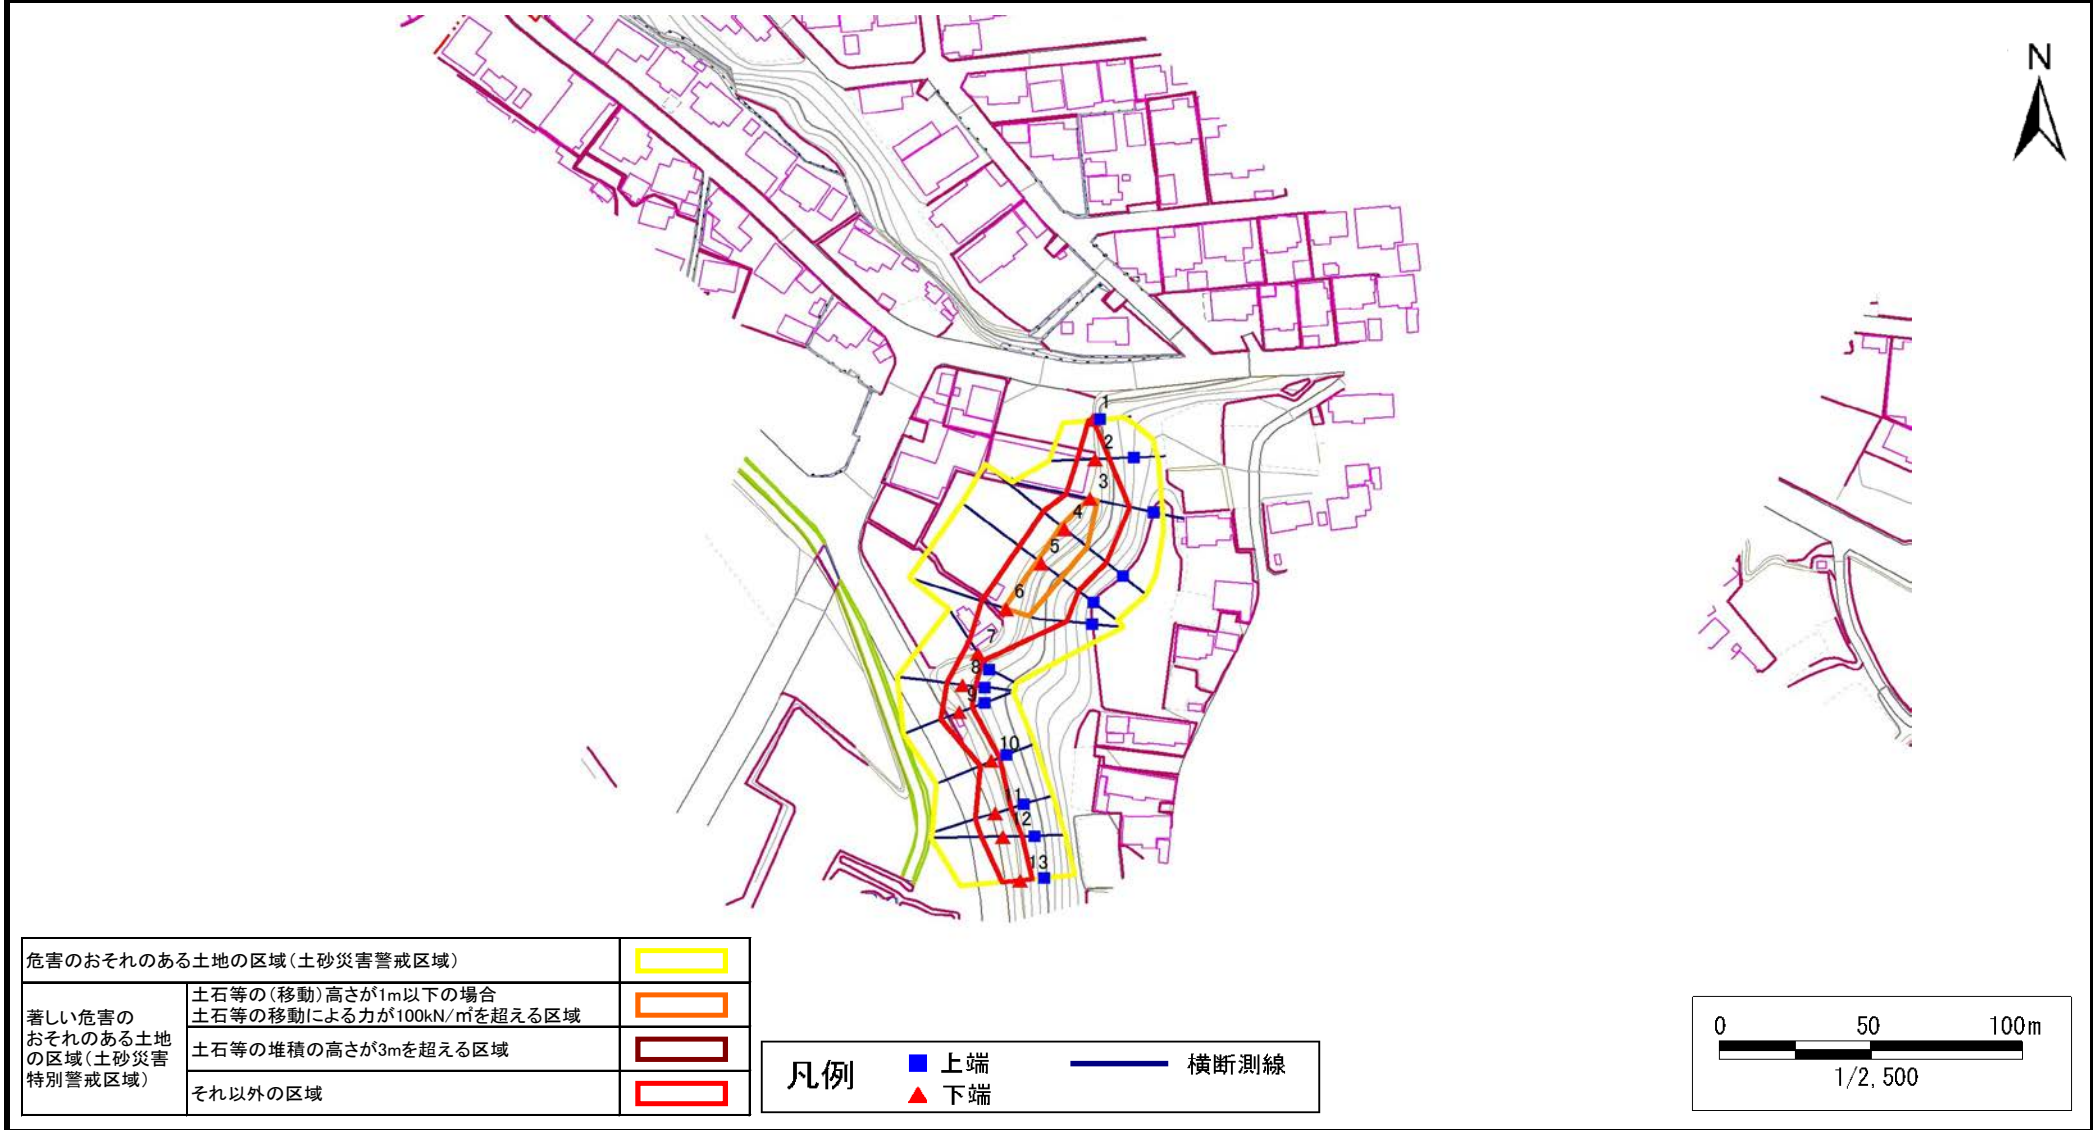 N
1
2
3
4
5
6
7
8
9
10
11
12
13
危害のおそれのある土地の区域(土砂災害警戒区域)
著しい危害の
おそれのある土地
の区域(土砂災害
特別警戒区域)
土石等の(移動)高さが1m以下の場合
土石等の移動による力が100kN/㎡を超える区域
土石等の堆積の高さが3mを超える区域
それ以外の区域
凡例
上端
下端
横断測線
0 50 100m
1/2,500